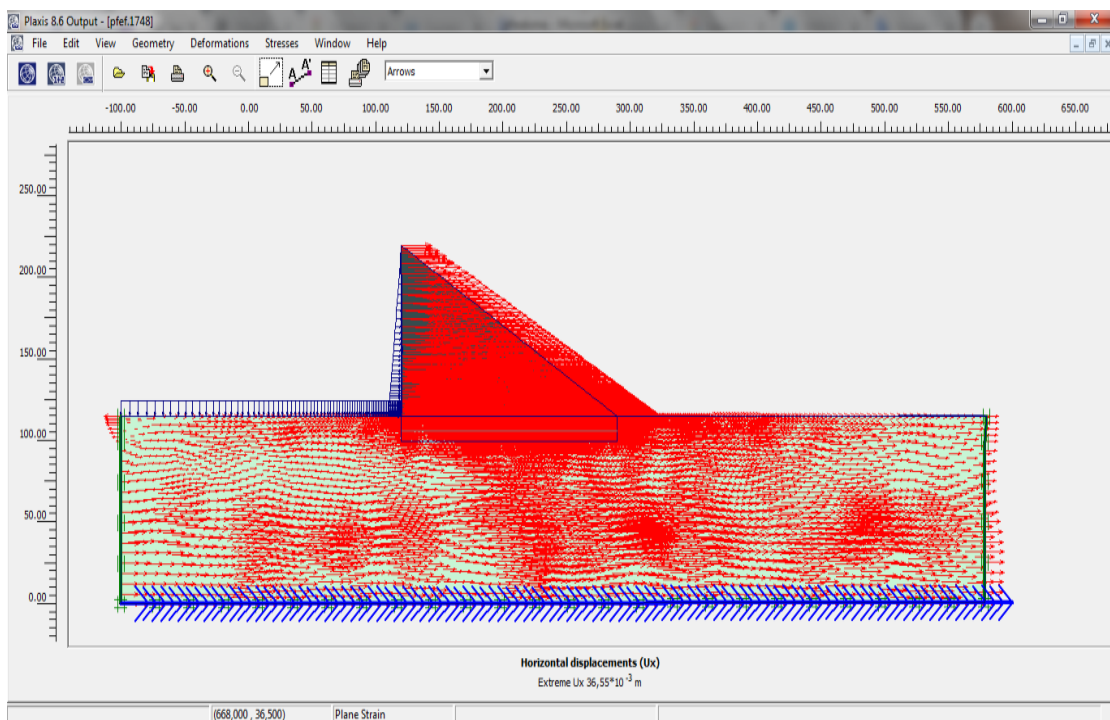 Plaxis 8.6 Output - [pfef.1748]
File Edit View Geometry Deformations Stresses Window Help
Arrows
-100.00 -50.00 0.00 50.00 100.00 150.00 200.00 250.00 300.00 350.00 400.00 450.00 500.00 550.00 600.00 650.00
250.00
200.00
150.00
100.00
50.00
0.00
Horizontal displacements (Ux)
Extreme Ux 36,55*10⁻³ m
(668,000 , 36,500) Plane Strain